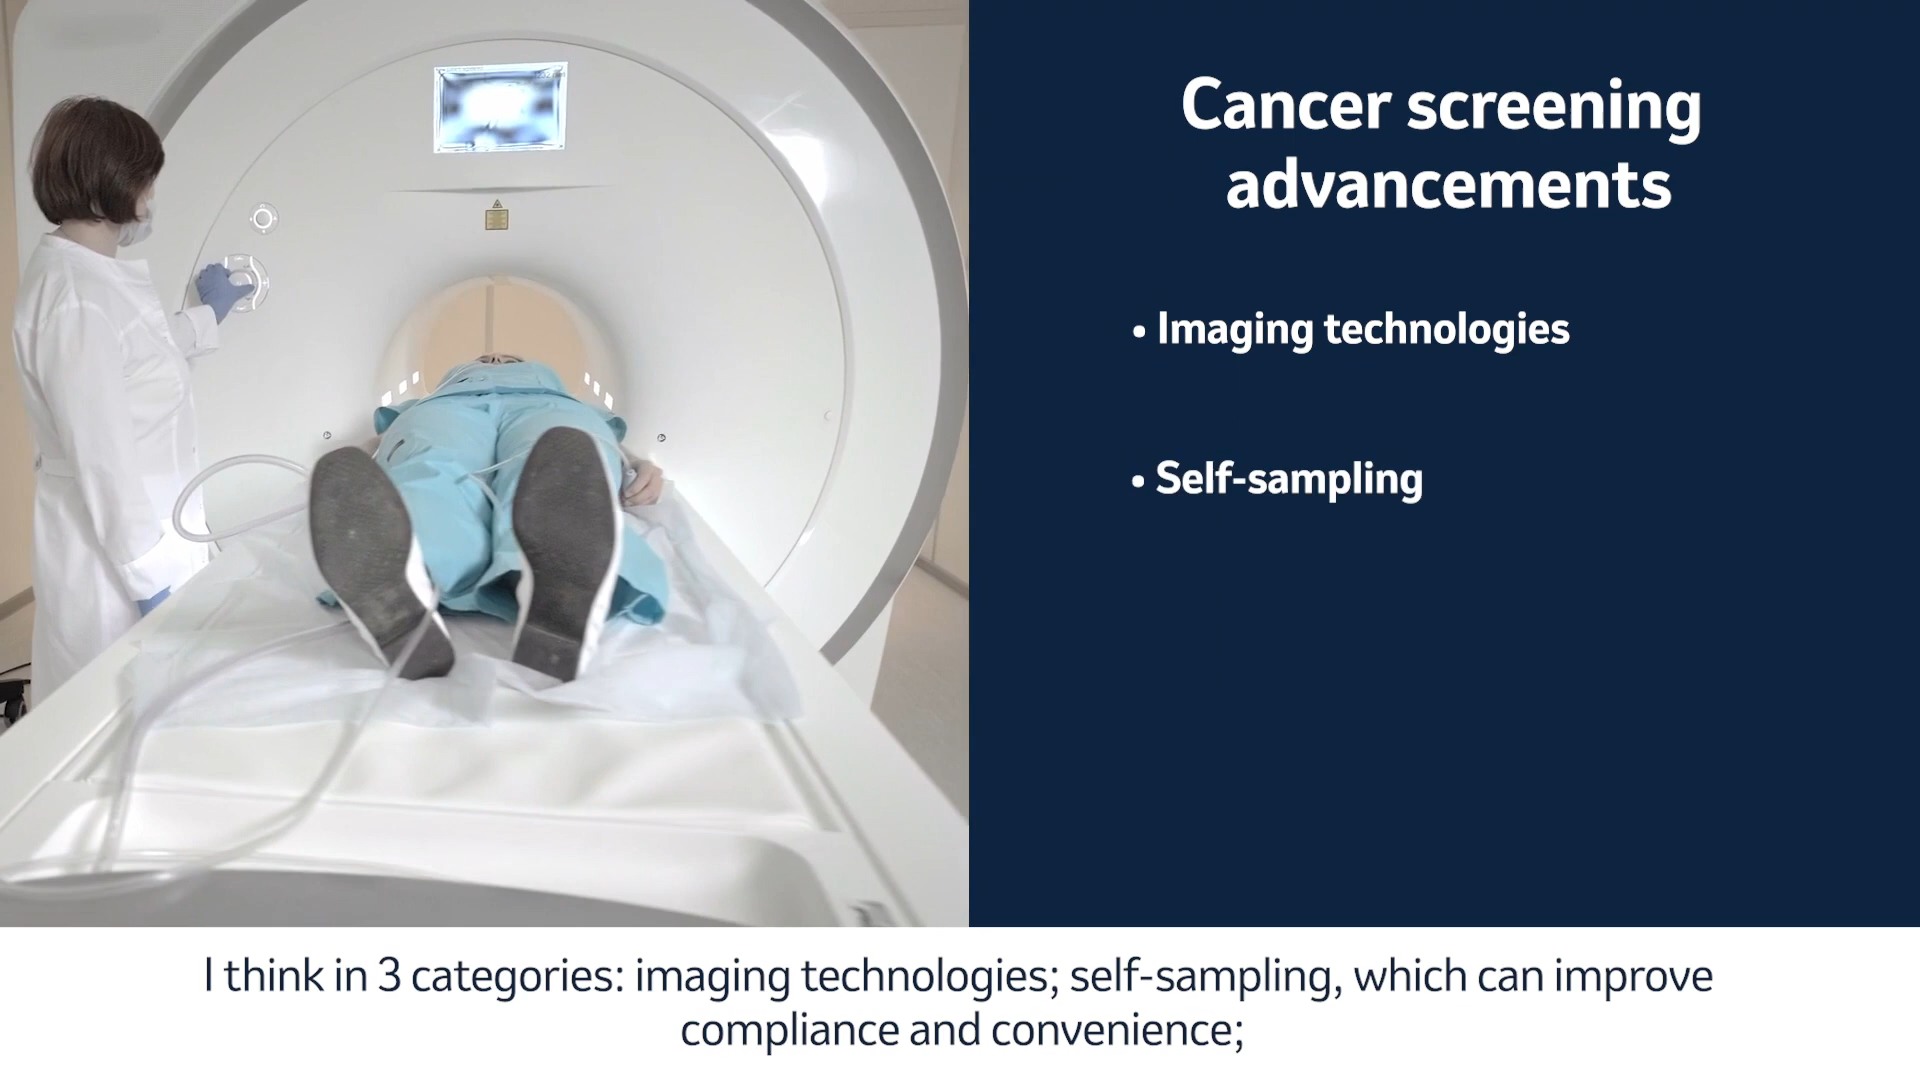 Cancer screening
advancements
• Imaging technologies
• Self-sampling
I think in 3 categories: imaging technologies; self-sampling, which can improve
compliance and convenience;